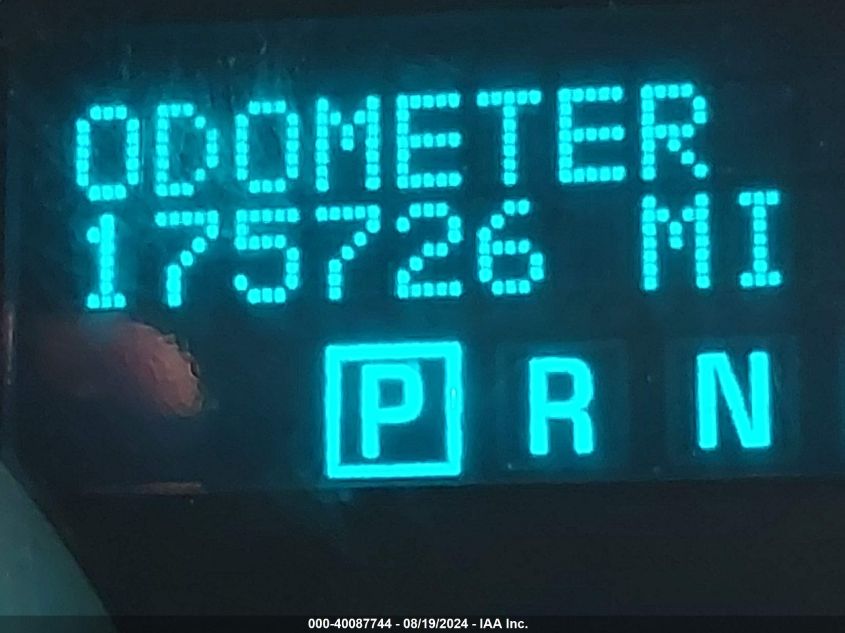 ODOMETER
175726 MI
P R N
000-40087744 - 08/19/2024 - IAA Inc.